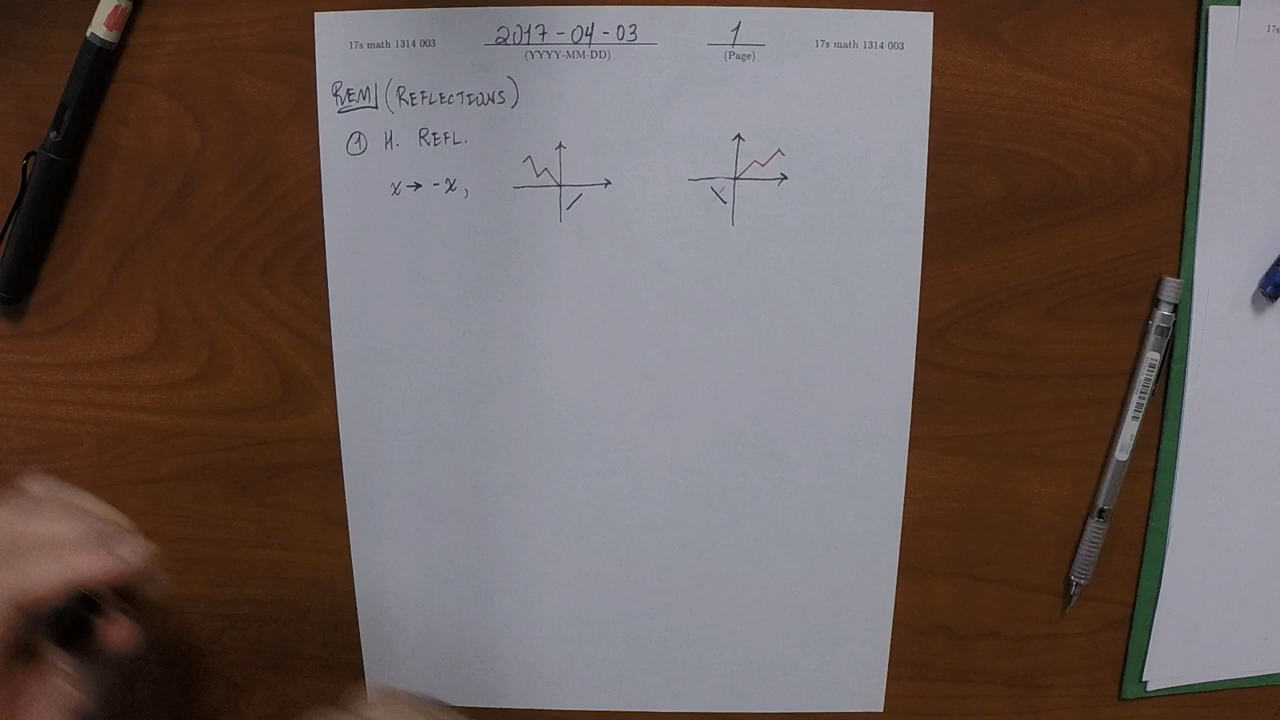 17s math 1314 003 2017-04-03 1 17s math 1314 003
(YYYY-MM-DD) (Page)
REM (REFLECTIONS)
① H. REFL.
x → -x,
17s